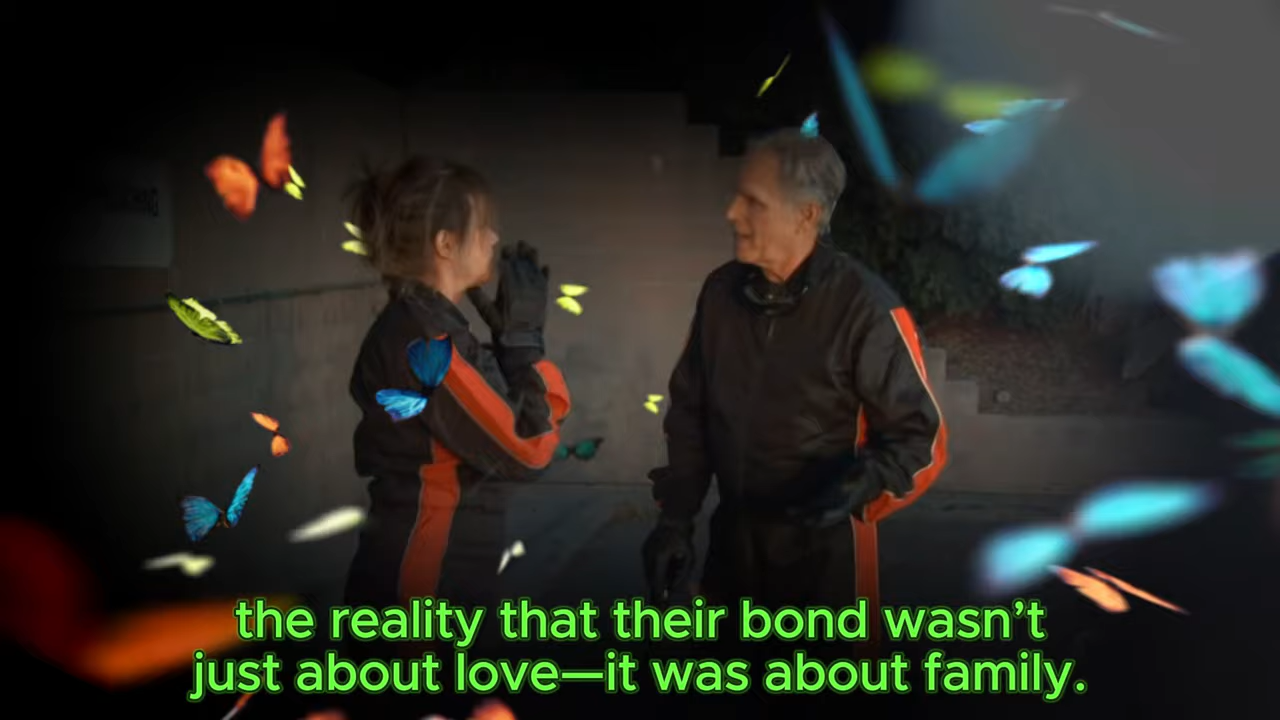 the reality that their bond wasn’t
just about love—it was about family.